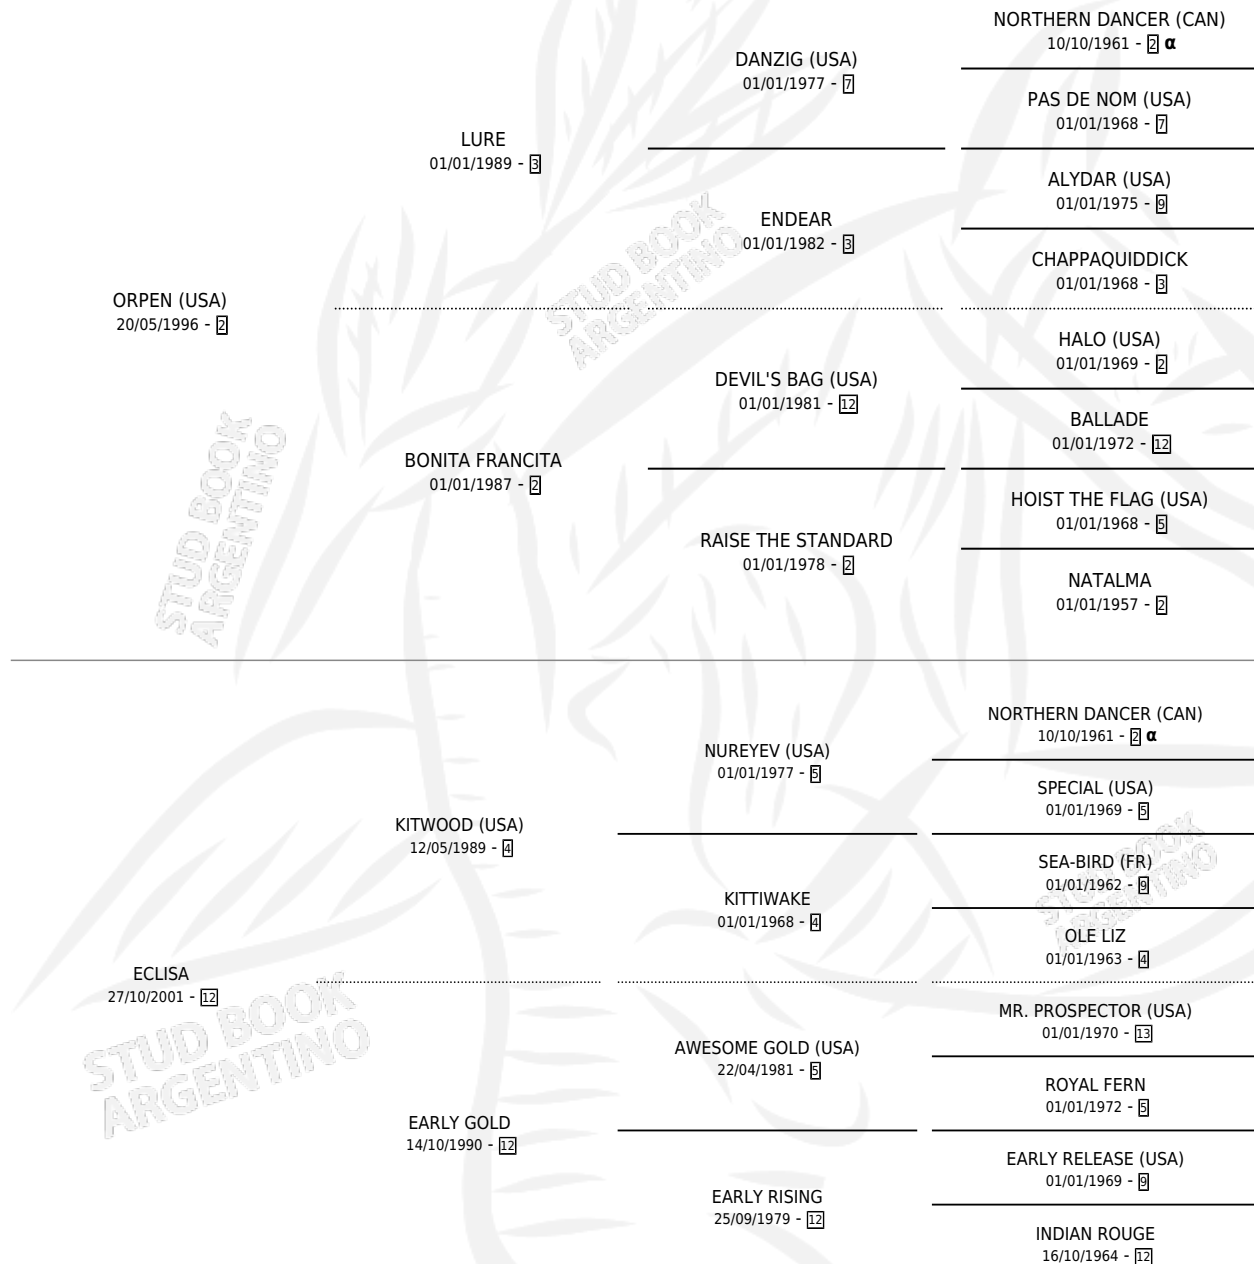 NORTHERN DANCER (CAN)
10/10/1961 - 2 α
DANZIG (USA)
01/01/1977 - 7
PAS DE NOM (USA)
01/01/1968 - 7
LURE
01/01/1989 - 3
ALYDAR (USA)
01/01/1975 - 9
ENDEAR
01/01/1982 - 3
CHAPPAQUIDDICK
01/01/1968 - 3
ORPEN (USA)
20/05/1996 - 2
HALO (USA)
01/01/1969 - 2
DEVIL'S BAG (USA)
01/01/1981 - 12
BALLADE
01/01/1972 - 12
BONITA FRANCITA
01/01/1987 - 2
HOIST THE FLAG (USA)
01/01/1968 - 5
RAISE THE STANDARD
01/01/1978 - 2
NATALMA
01/01/1957 - 2
NORTHERN DANCER (CAN)
10/10/1961 - 2 α
NUREYEV (USA)
01/01/1977 - 5
SPECIAL (USA)
01/01/1969 - 5
KITWOOD (USA)
12/05/1989 - 4
SEA-BIRD (FR)
01/01/1962 - 9
KITTIWAKE
01/01/1968 - 4
OLE LIZ
01/01/1963 - 4
ECLISA
27/10/2001 - 12
MR. PROSPECTOR (USA)
01/01/1970 - 13
AWESOME GOLD (USA)
22/04/1981 - 5
ROYAL FERN
01/01/1972 - 5
EARLY GOLD
14/10/1990 - 12
EARLY RELEASE (USA)
01/01/1969 - 9
EARLY RISING
25/09/1979 - 12
INDIAN ROUGE
16/10/1964 - 12
STUD BOOK
ARGENTINO
STUD BOOK
ARGENTINO
STUD BOOK
ARGENTINO
STUD BOOK
ARGENTINO